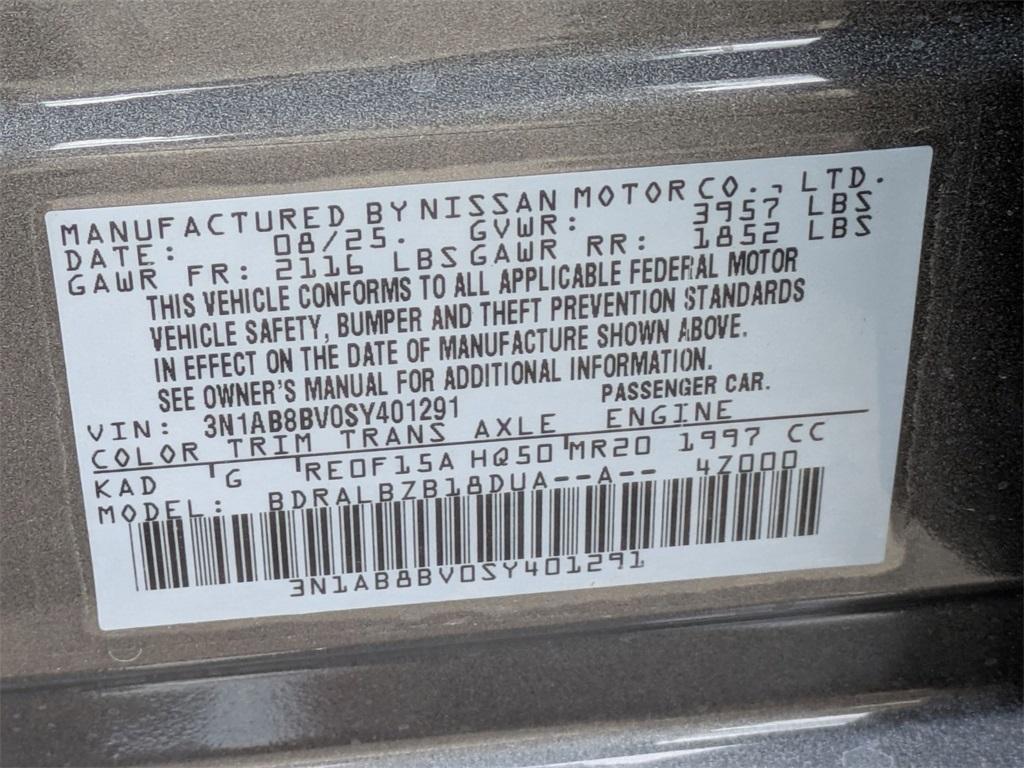 MANUFACTURED BY NISSAN MOTOR CO., LTD.
DATE: 08/25. GVWR: 3957 LBS
GAWR FR: 2116 LBS GAWR RR: 1852 LBS
THIS VEHICLE CONFORMS TO ALL APPLICABLE FEDERAL MOTOR
VEHICLE SAFETY, BUMPER AND THEFT PREVENTION STANDARDS
IN EFFECT ON THE DATE OF MANUFACTURE SHOWN ABOVE.
SEE OWNER'S MANUAL FOR ADDITIONAL INFORMATION.
VIN: 3N1AB8BV0SY401291 PASSENGER CAR.
COLOR TRIM TRANS AXLE ENGINE
KAD G RE0F15A HQ50 MR20 1997 CC
MODEL: BDRALBZB18DUA--A-- 4Z000
3N1AB8BV0SY401291